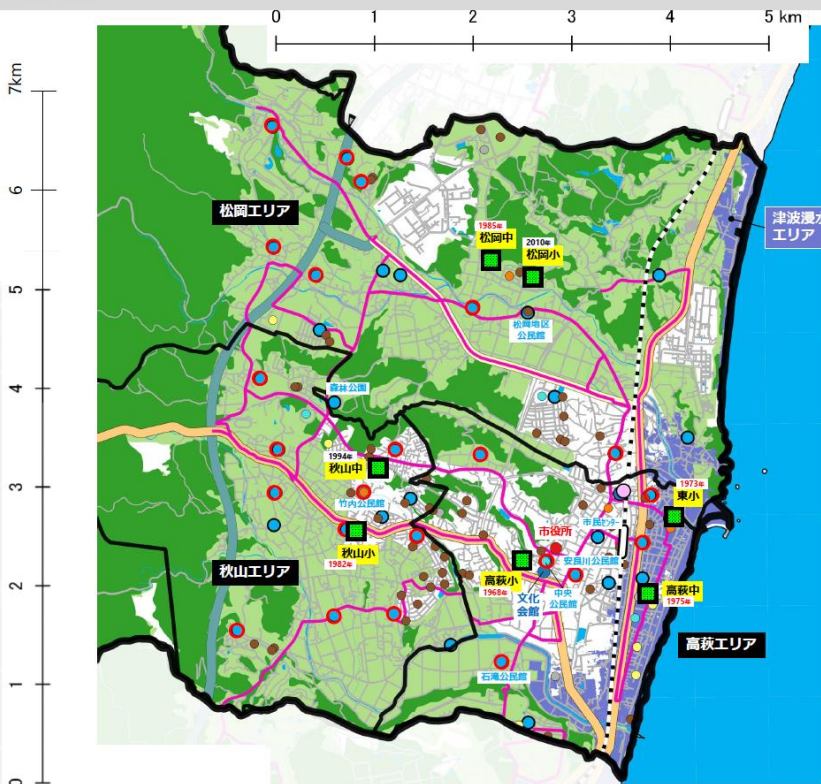 0 1 2 3 4 5 km
7km
6
5
4
3
2
1
0
松岡エリア
1985年
松岡中
2010年
松岡小
津波浸水
エリア
松岡地区
公民館
森林公園
1994年
秋山中
竹内公民館
秋山小
1982年
秋山エリア
1973年
東小
市民センター
市役所
高萩小
1968年
安良川公民館
文化
会館
中央
公民館
高萩中
1975年
高萩エリア
石滝公民館